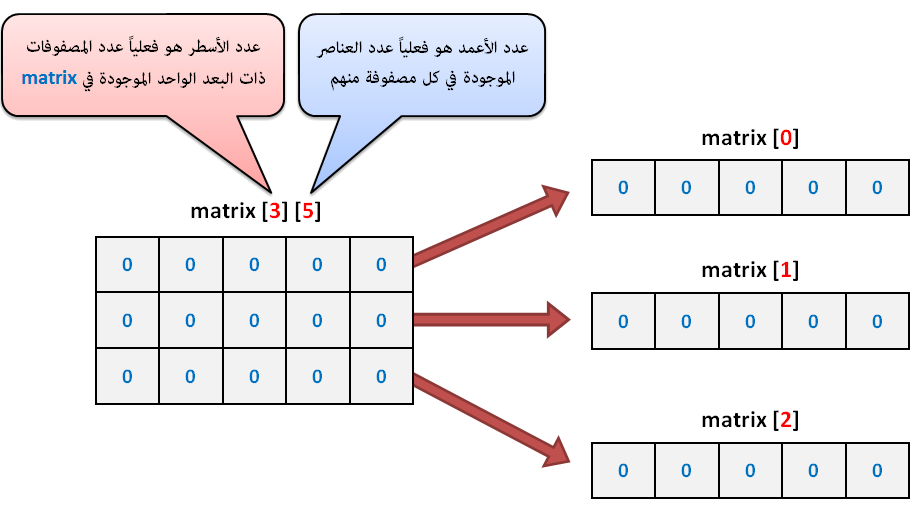 عدد الأسطر هو فعلياً عدد المصفوفات
ذات البعد الواحد الموجودة في matrix
عدد الأعمد هو فعلياً عدد العناصر
الموجودة في كل مصفوفة منهم
matrix [3] [5]
0 0 0 0 0
0 0 0 0 0
0 0 0 0 0
matrix [0]
0 0 0 0 0
matrix [1]
0 0 0 0 0
matrix [2]
0 0 0 0 0